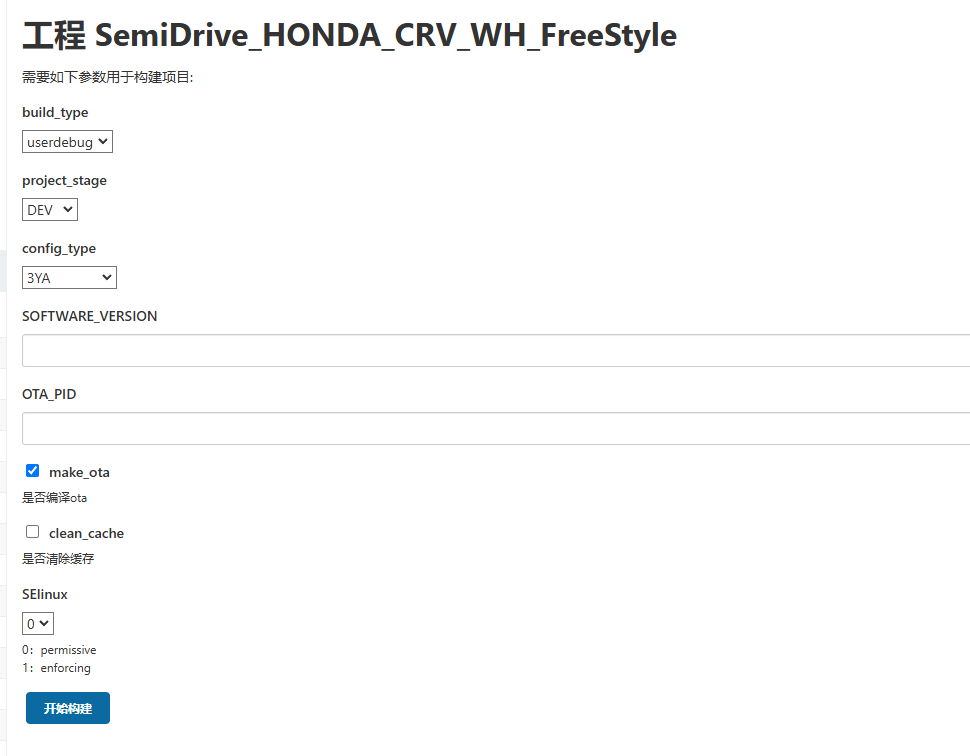 工程 SemiDrive_HONDA_CRV_WH_FreeStyle
需要如下参数用于构建项目:
build_type
userdebug
project_stage
DEV
config_type
3YA
SOFTWARE_VERSION
OTA_PID
make_ota
是否编译ota
clean_cache
是否清除缓存
SElinux
0
0：permissive
1：enforcing
开始构建